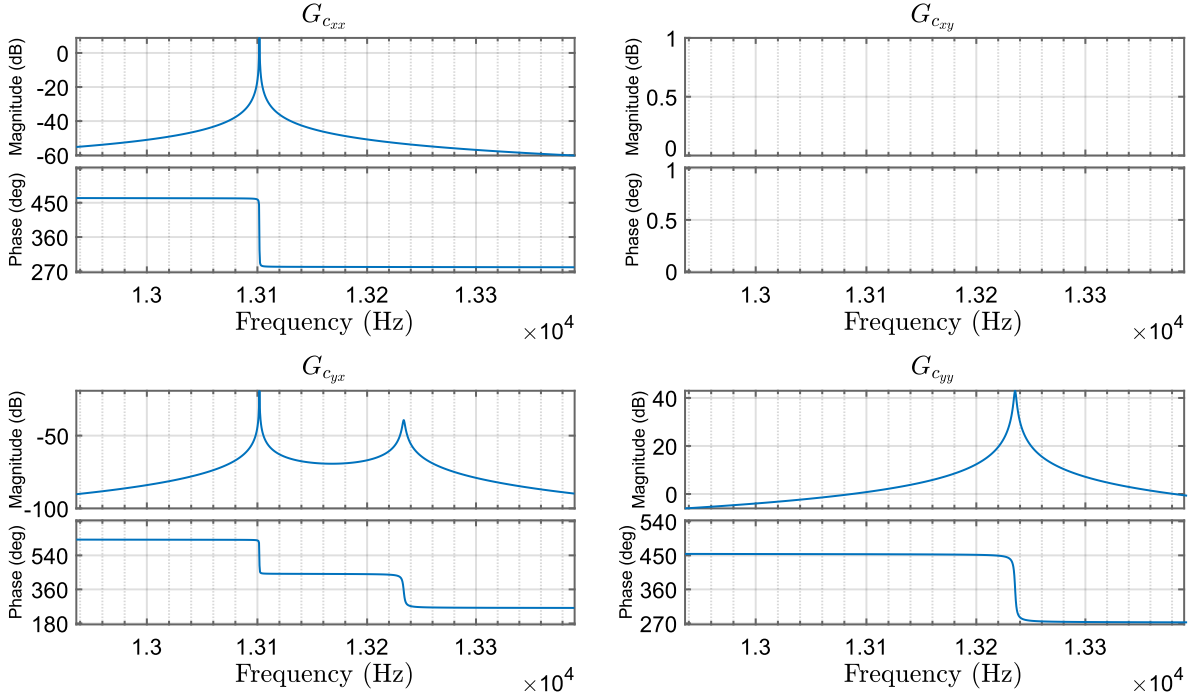 G_{c_{xx}}
Magnitude (dB)
0
-20
-40
-60
Phase (deg)
450
360
270
1.3 1.31 1.32 1.33
Frequency (Hz)
×10^4
G_{c_{xy}}
Magnitude (dB)
1
0.5
0
Phase (deg)
1
0.5
0
1.3 1.31 1.32 1.33
Frequency (Hz)
×10^4
G_{c_{yx}}
Magnitude (dB)
-50
-100
Phase (deg)
540
360
180
1.3 1.31 1.32 1.33
Frequency (Hz)
×10^4
G_{c_{yy}}
Magnitude (dB)
40
20
0
Phase (deg)
540
450
360
270
1.3 1.31 1.32 1.33
Frequency (Hz)
×10^4